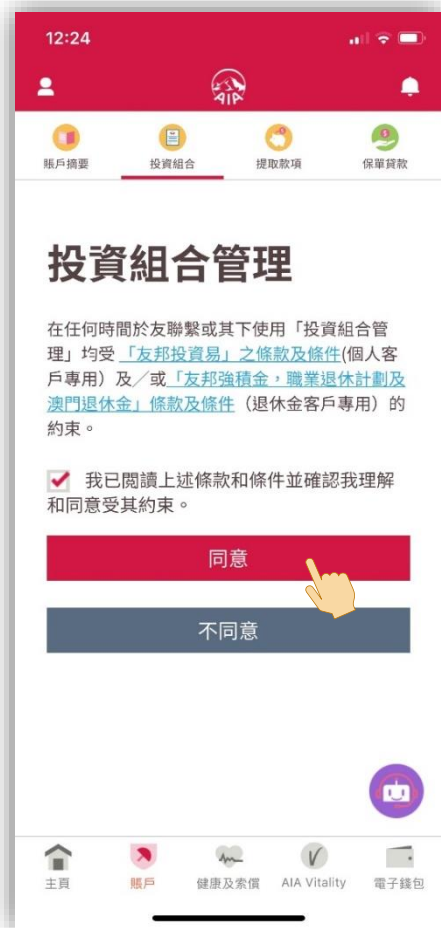 12:24
AIA
賬戶摘要
投資組合
提取款項
保單貸款
投資組合管理
在任何時間於友聯繫或其下使用「投資組合管
理」均受「友邦投資易」之條款及條件(個人客
戶專用）及／或「友邦強積金，職業退休計劃及
澳門退休金」條款及條件（退休金客戶專用）的
約束。
我已閱讀上述條款和條件並確認我理解
和同意受其約束。
同意
不同意
主頁
賬戶
健康及索償
AIA Vitality
電子錢包